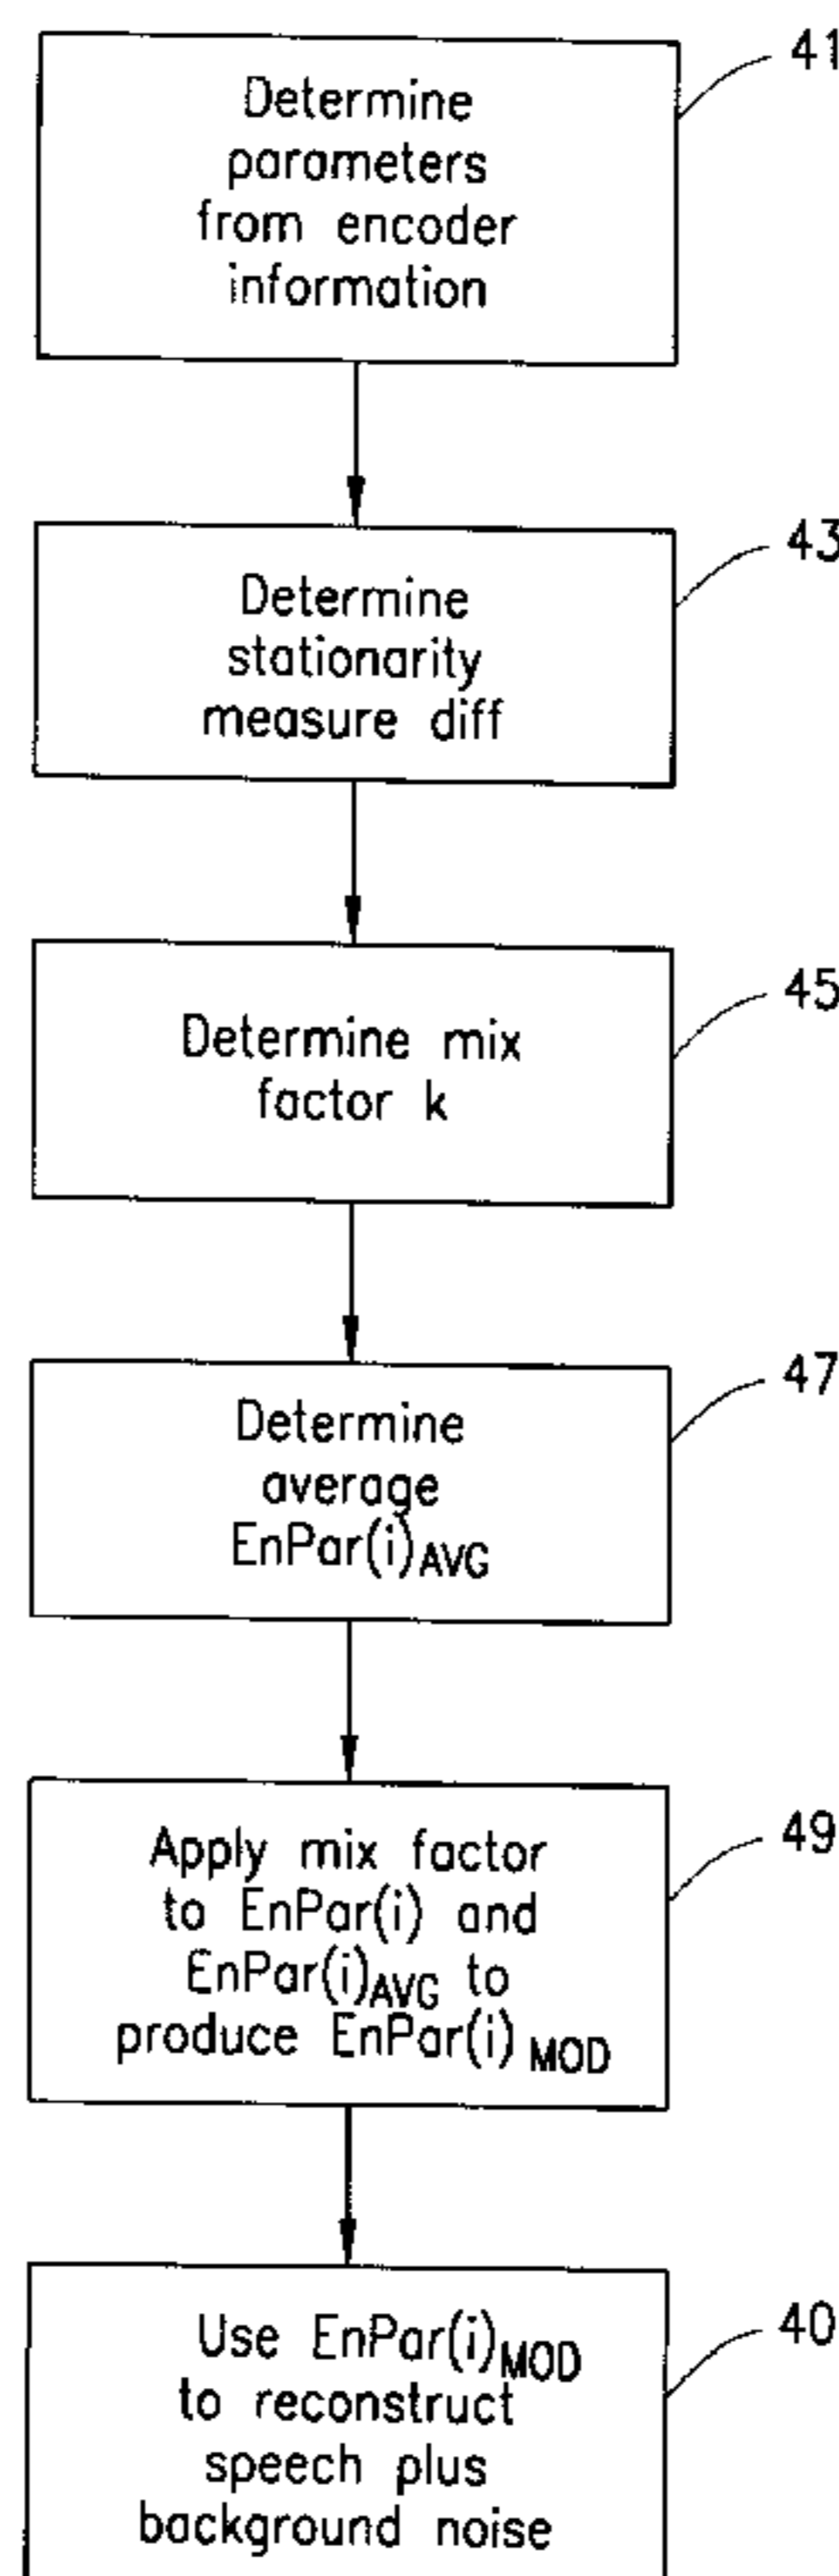 41
Determine
parameters
from encoder
information
43
Determine
stationarity
measure diff
45
Determine mix
factor k
47
Determine
average
EnPar(i)AVG
49
Apply mix factor
to EnPar(i) and
EnPar(i)AVG to
produce EnPar(i) MOD
40
Use EnPar(i)MOD
to reconstruct
speech plus
background noise